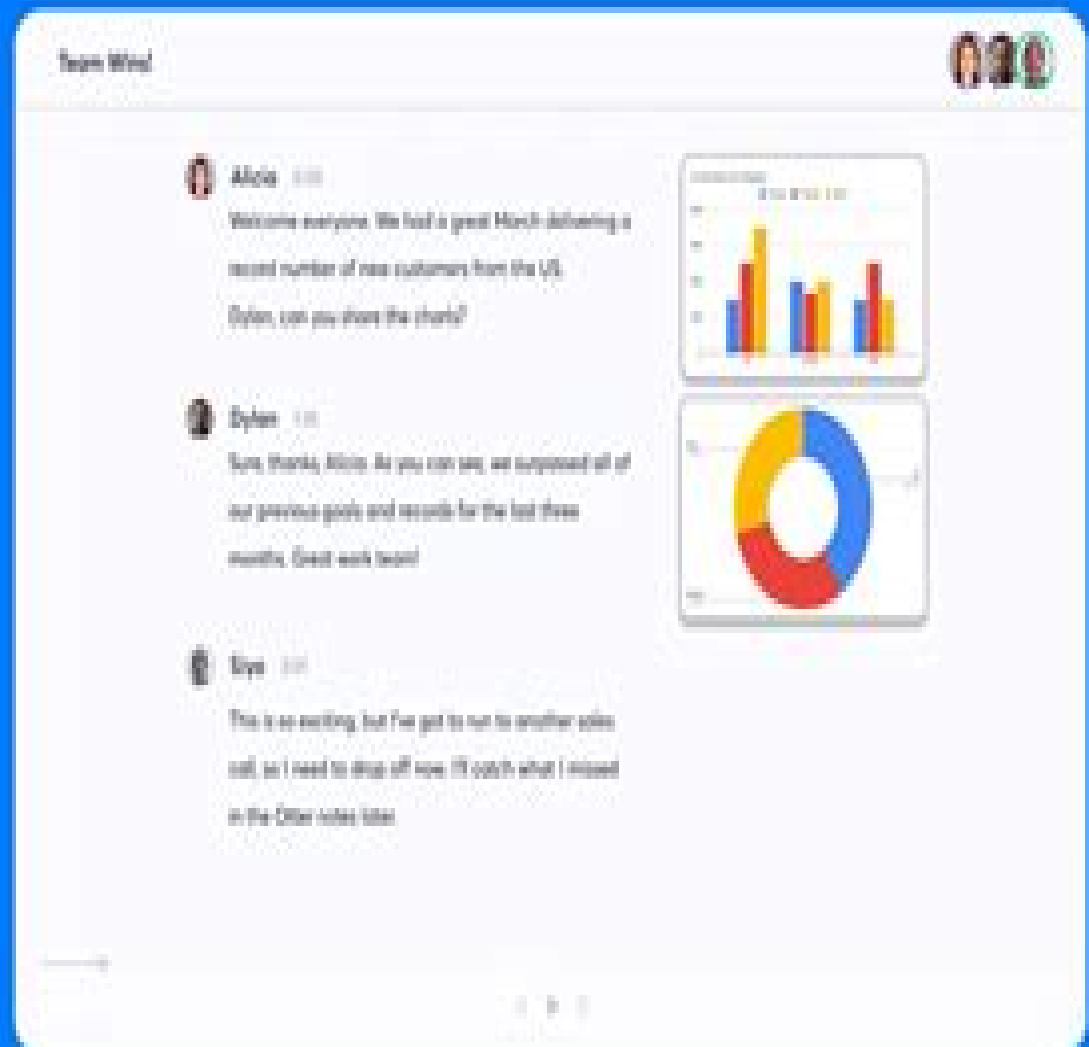 Team Wins!
Alicia
Welcome everyone. We had a great March delivering a
record number of new customers from the US.
Dylan, can you share the charts?
Dylan
Sure, thanks, Alicia. As you can see, we surpassed all of
our previous goals and records for the last three
months. Great work team!
Siya
This is so exciting, but I've got to run to another sales
call, so I need to drop off now. I'll catch what I missed
in the Otter notes later.